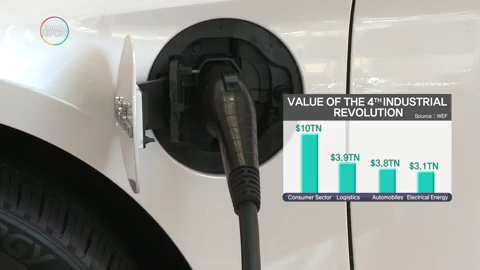 VALUE OF THE 4TH INDUSTRIAL
REVOLUTION
Source : WEF
$10TN
$3,9TN
$3,8TN
$3,1TN
Consumer Sector
Logistics
Automobiles
Electrical Energy